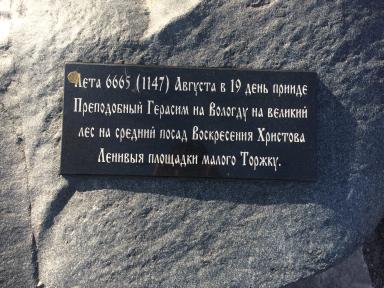 Лета 6665 (1147) Августа в 19 день прииде
Преподобный Герасим на Вологду на великий
лес на средний посад Воскресения Христова
Ленивыя площадки малого Торжку.